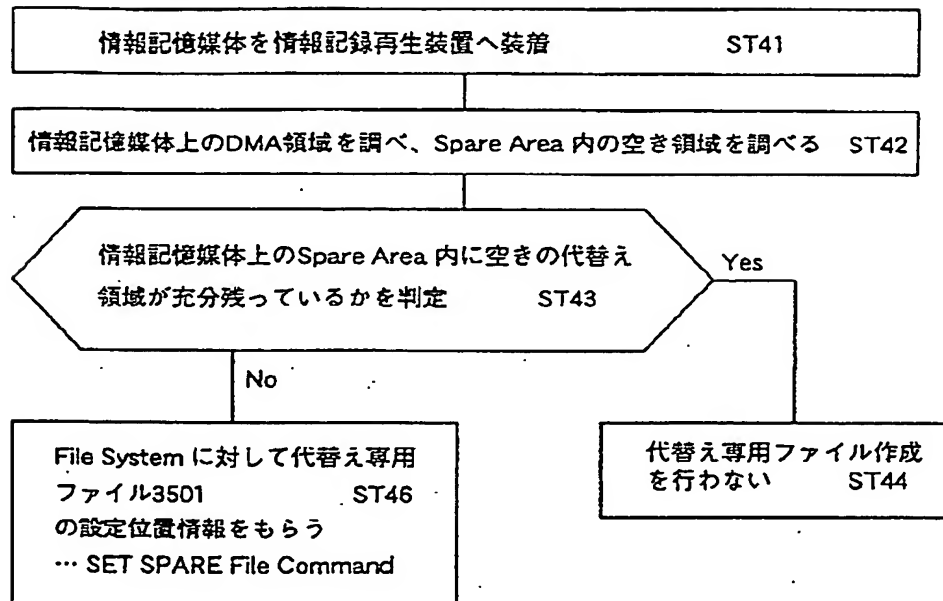 情報記憶媒体を情報記録再生装置へ装着 ST41
情報記憶媒体上のDMA領域を調べ、Spare Area 内の空き領域を調べる ST42
情報記憶媒体上のSpare Area 内に空きの代替え
領域が充分残っているかを判定 ST43
Yes
No
File System に対して代替え専用
ファイル3501 ST46
の設定位置情報をもらう
… SET SPARE File Command
代替え専用ファイル作成
を行わない ST44